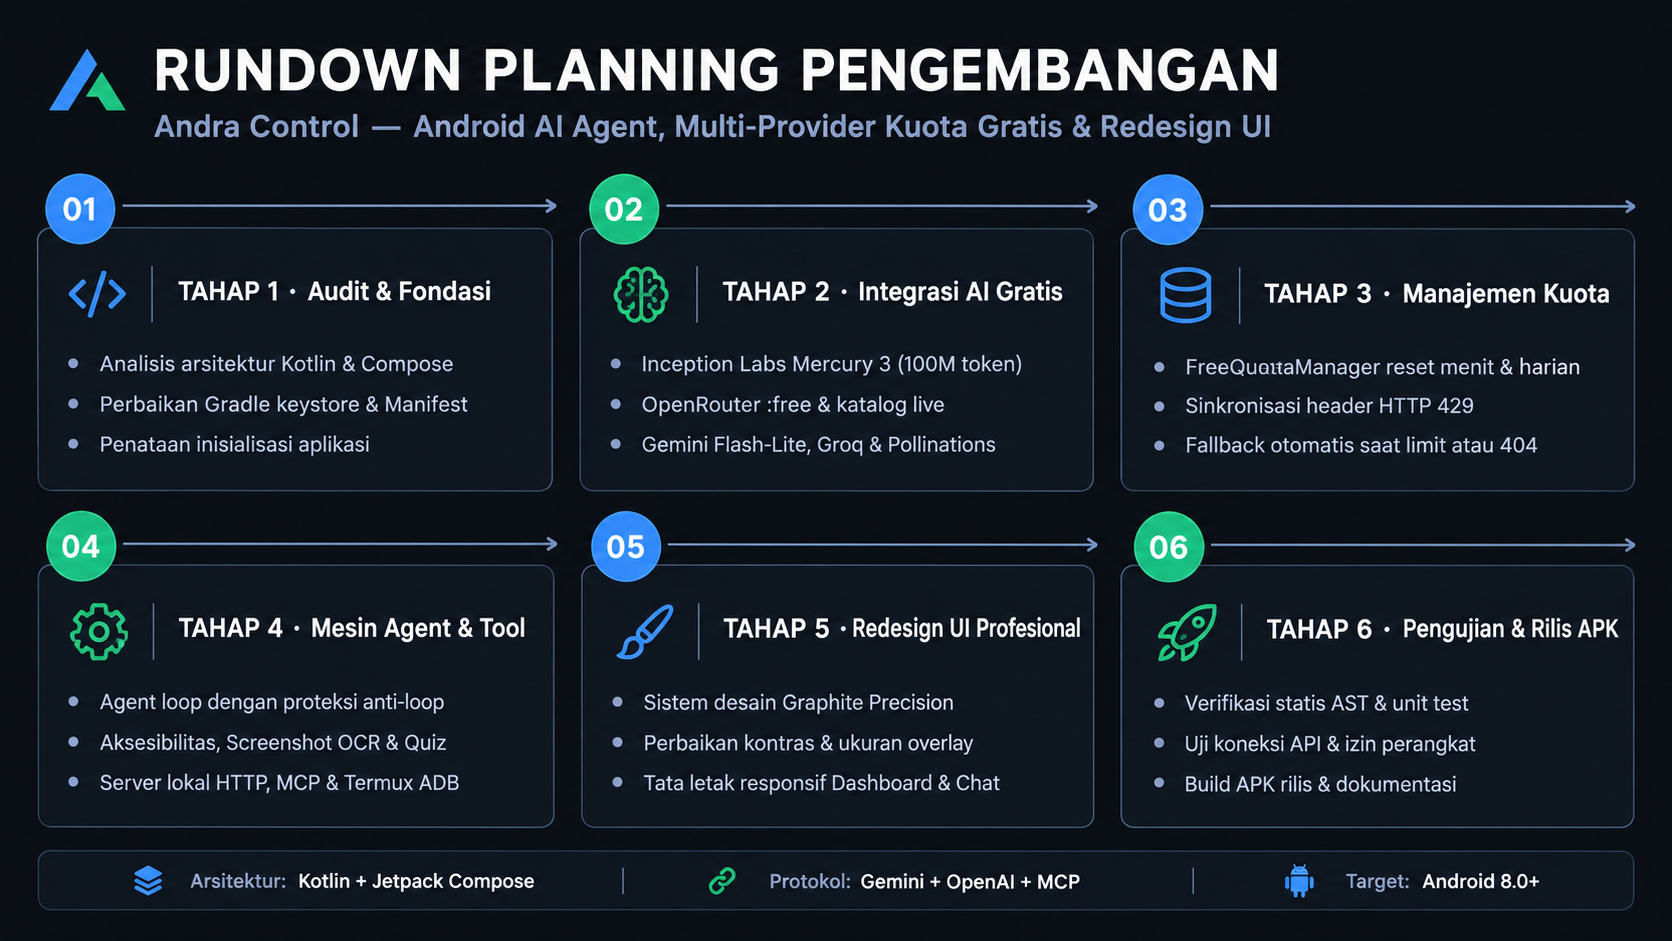 RUNDOWN PLANNING PENGEMBANGAN
Andra Control — Android AI Agent, Multi-Provider Kuota Gratis & Redesign UI
01
TAHAP 1 · Audit & Fondasi
Analisis arsitektur Kotlin & Compose
Perbaikan Gradle keystore & Manifest
Penataan inisialisasi aplikasi
02
TAHAP 2 · Integrasi AI Gratis
Inception Labs Mercury 3 (100M token)
OpenRouter :free & katalog live
Gemini Flash-Lite, Groq & Pollinations
03
TAHAP 3 · Manajemen Kuota
reset menit & harian
Sinkronisasi header HTTP 429
Fallback otomatis saat limit atau 404
04
TAHAP 4 · Mesin Agent & Tool
Agent loop dengan proteksi anti-loop
Aksesibilitas, Screenshot OCR & Quiz
Server lokal HTTP, MCP & Termux ADB
05
TAHAP 5 · Redesign UI Profesional
Sistem desain Graphite Precision
Perbaikan kontras & ukuran overlay
Tata letak responsif Dashboard & Chat
06
TAHAP 6 · Pengujian & Rilis APK
Verifikasi statis AST & unit test
Uji koneksi API & izin perangkat
Build APK rilis & dokumentasi
Arsitektur: Kotlin + Jetpack Compose
Protokol: Gemini + OpenAI + MCP
Target: Android 8.0+